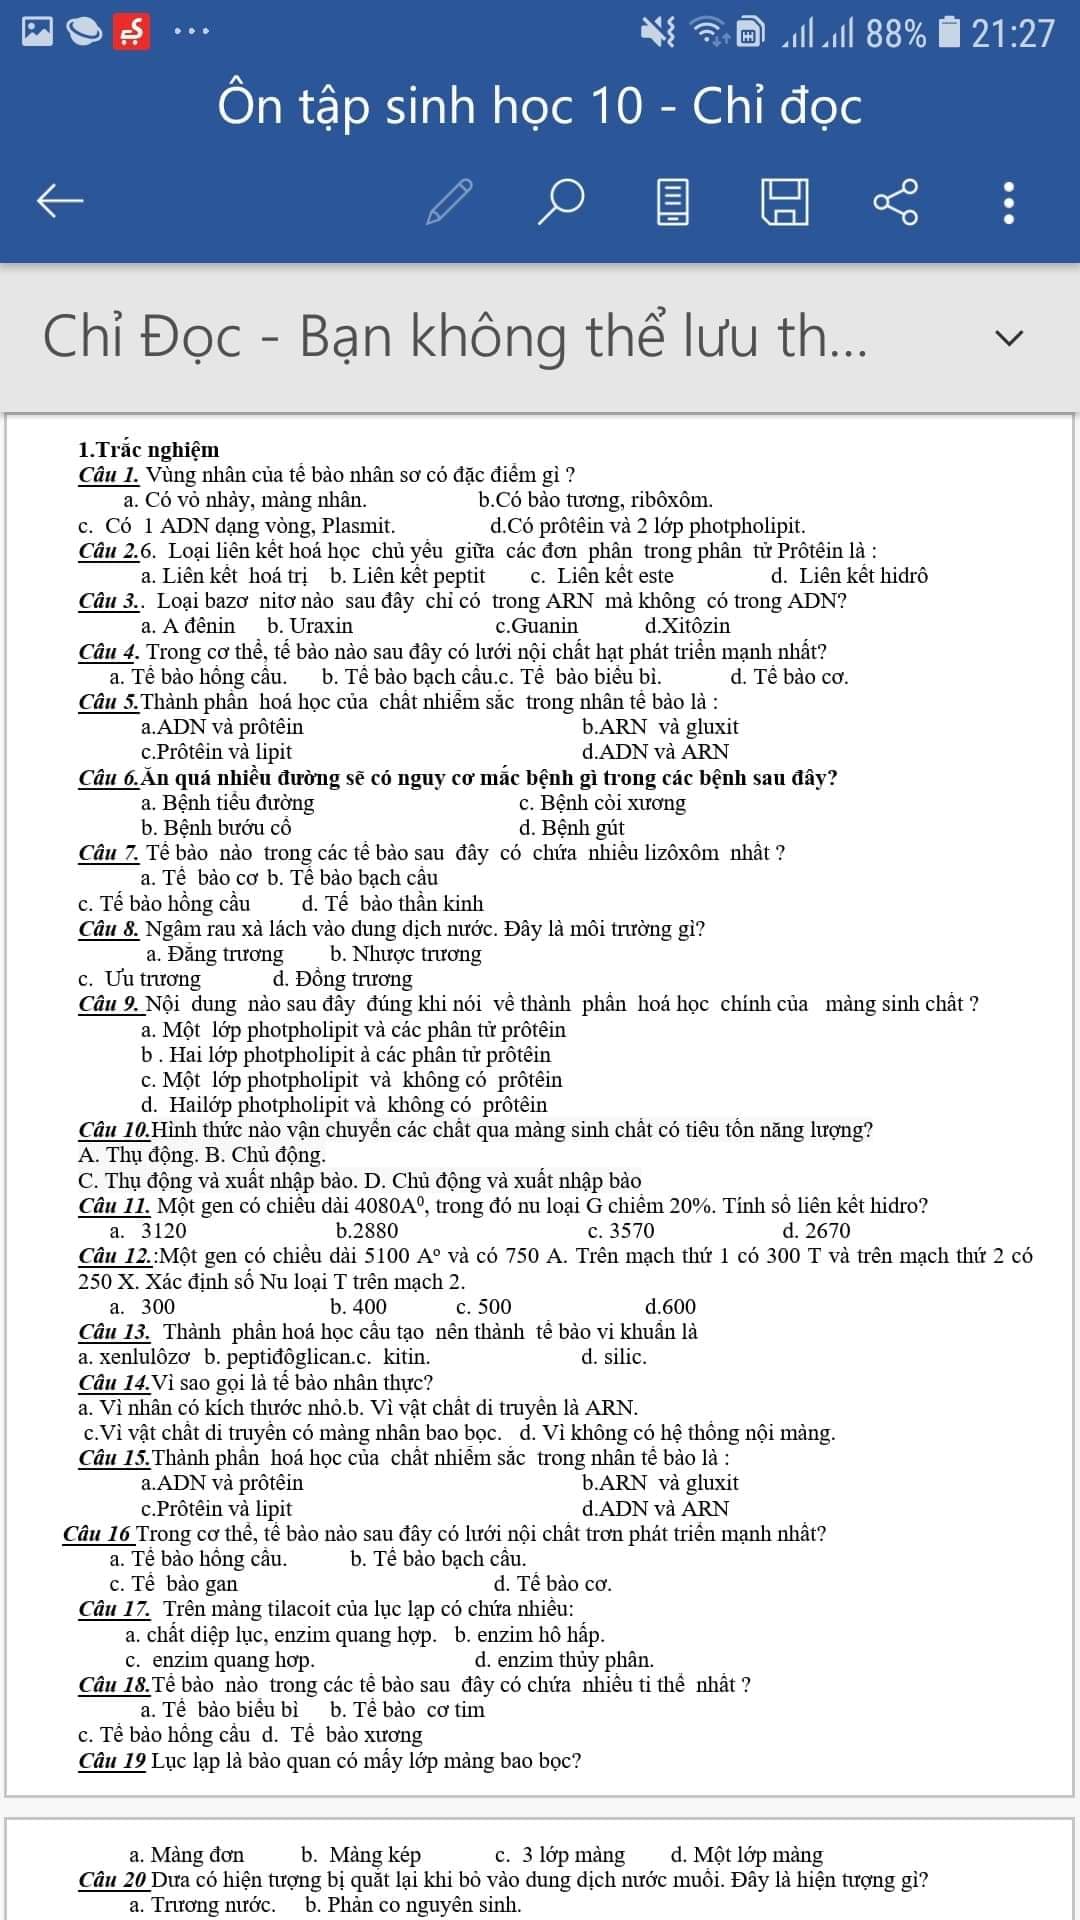 88% 21:27
Ôn tập sinh học 10 - Chỉ đọc
Chỉ Đọc - Bạn không thể lưu th...
1.Trắc nghiệm
Câu 1. Vùng nhân của tế bào nhân sơ có đặc điểm gì ?
a. Có vỏ nhày, màng nhân. b.Có bào tương, ribôxôm.
c. Có 1 ADN dạng vòng, Plasmit. d.Có prôtêin và 2 lớp photpholipit.
Câu 2.6. Loại liên kết hoá học chủ yếu giữa các đơn phân trong phân tử Prôtêin là :
a. Liên kết hoá trị b. Liên kết peptit c. Liên kết este d. Liên kết hidrô
Câu 3.. Loại bazơ nitơ nào sau đây chỉ có trong ARN mà không có trong ADN?
a. A đênin b. Uraxin c.Guanin d.Xitôzin
Câu 4. Trong cơ thể, tế bào nào sau đây có lưới nội chất hạt phát triển mạnh nhất?
a. Tế bào hồng cầu. b. Tế bào bạch cầu.c. Tế bào biểu bì. d. Tế bào cơ.
Câu 5.Thành phần hoá học của chất nhiễm sắc trong nhân tế bào là :
a.ADN và prôtêin b.ARN và gluxit
c.Prôtêin và lipit d.ADN và ARN
Câu 6.Ăn quá nhiều đường sẽ có nguy cơ mắc bệnh gì trong các bệnh sau đây?
a. Bệnh tiểu đường c. Bệnh còi xương
b. Bệnh bướu cổ d. Bệnh gút
Câu 7. Tế bào nào trong các tế bào sau đây có chứa nhiều lizôxôm nhất ?
a. Tế bào cơ b. Tế bào bạch cầu
c. Tế bào hồng cầu d. Tế bào thần kinh
Câu 8. Ngâm rau xà lách vào dung dịch nước. Đây là môi trường gì?
a. Đẳng trương b. Nhược trương
c. Ưu trương d. Đồng trương
Câu 9. Nội dung nào sau đây đúng khi nói về thành phần hoá học chính của màng sinh chất ?
a. Một lớp photpholipit và các phân tử prôtêin
b . Hai lớp photpholipit à các phân tử prôtêin
c. Một lớp photpholipit và không có prôtêin
d. Hailớp photpholipit và không có prôtêin
Câu 10.Hình thức nào vận chuyển các chất qua màng sinh chất có tiêu tốn năng lượng?
A. Thụ động. B. Chủ động.
C. Thụ động và xuất nhập bào. D. Chủ động và xuất nhập bào
Câu 11. Một gen có chiều dài 4080A⁰, trong đó nu loại G chiếm 20%. Tính số liên kết hidro?
a. 3120 b.2880 c. 3570 d. 2670
Câu 12.:Một gen có chiều dài 5100 Aº và có 750 A. Trên mạch thứ 1 có 300 T và trên mạch thứ 2 có
250 X. Xác định số Nu loại T trên mạch 2.
a. 300 b. 400 c. 500 d.600
Câu 13. Thành phần hoá học cấu tạo nên thành tế bào vi khuẩn là
a. xenlulôzơ b. peptiđôglican.c. kitin. d. silic.
Câu 14.Vì sao gọi là tế bào nhân thực?
a. Vì nhân có kích thước nhỏ.b. Vì vật chất di truyền là ARN.
c.Vì vật chất di truyền có màng nhân bao bọc. d. Vì không có hệ thống nội màng.
Câu 15.Thành phần hoá học của chất nhiễm sắc trong nhân tế bào là :
a.ADN và prôtêin b.ARN và gluxit
c.Prôtêin và lipit d.ADN và ARN
Câu 16 Trong cơ thể, tế bào nào sau đây có lưới nội chất trơn phát triển mạnh nhất?
a. Tế bào hồng cầu. b. Tế bào bạch cầu.
c. Tế bào gan d. Tế bào cơ.
Câu 17. Trên màng tilacoit của lục lạp có chứa nhiều:
a. chất diệp lục, enzim quang hợp. b. enzim hô hấp.
c. enzim quang hơp. d. enzim thủy phân.
Câu 18.Tế bào nào trong các tế bào sau đây có chứa nhiều ti thể nhất ?
a. Tế bào biểu bì b. Tế bào cơ tim
c. Tế bào hồng cầu d. Tế bào xương
Câu 19 Lục lạp là bào quan có mấy lớp màng bao bọc?
a. Màng đơn b. Màng kép c. 3 lớp màng d. Một lớp màng
Câu 20 Dưa có hiện tượng bị quắt lại khi bỏ vào dung dịch nước muối. Đây là hiện tượng gì?
a. Trương nước. b. Phản co nguyên sinh.